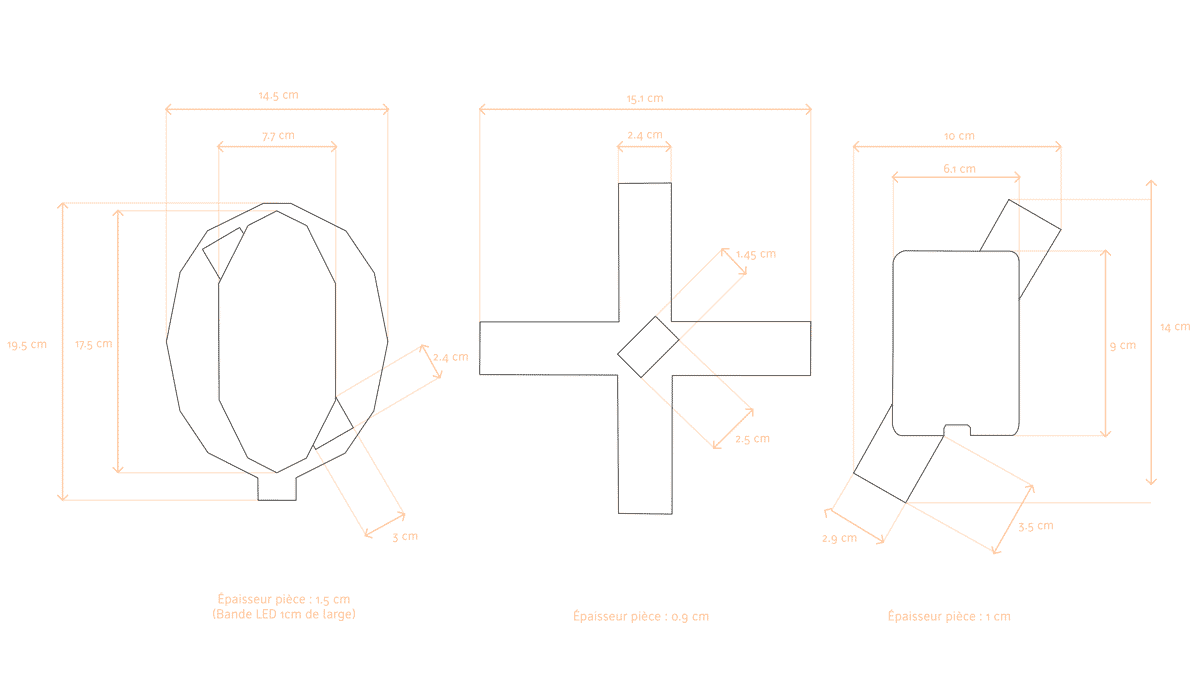 14.5 cm
7.7 cm
19.5 cm
17.5 cm
2.4 cm
3 cm
Épaisseur pièce : 1.5 cm
(Bande LED 1cm de large)
15.1 cm
2.4 cm
1.45 cm
2.5 cm
Épaisseur pièce : 0.9 cm
10 cm
6.1 cm
14 cm
9 cm
3.5 cm
2.9 cm
Épaisseur pièce : 1 cm